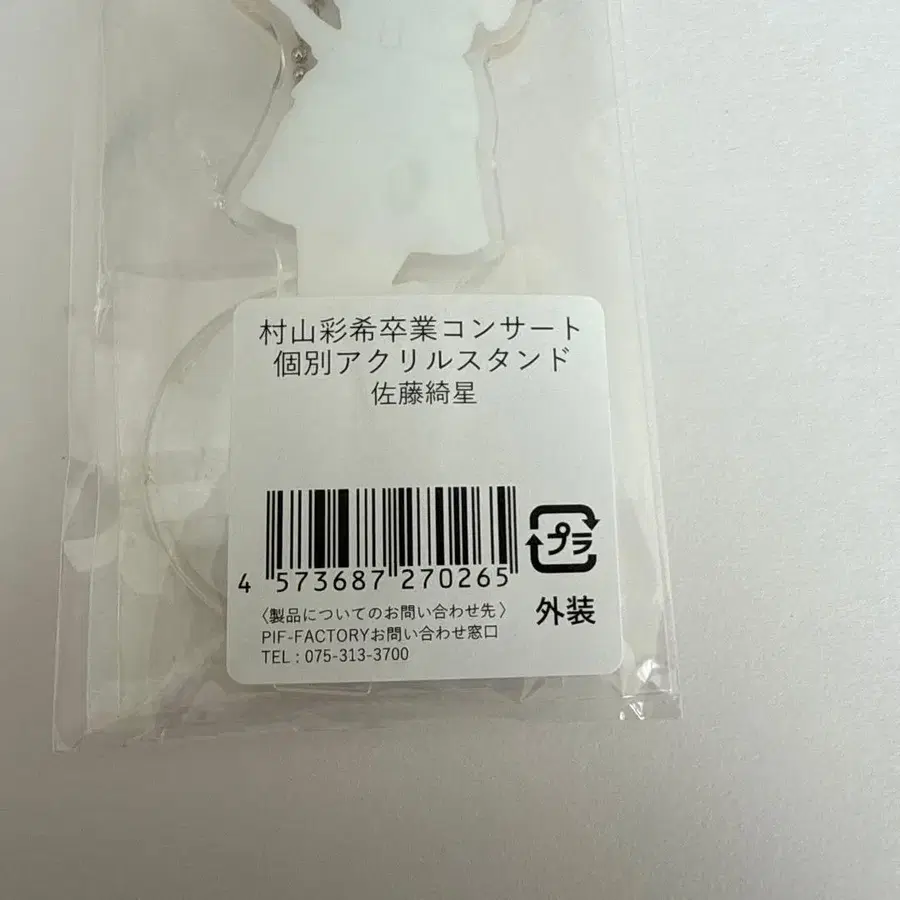 村山彩希卒業コンサート
個別アクリルスタンド
佐藤綺星
4 573687 270265
プラ
外装
〈製品についてのお問い合わせ先〉
PIF-FACTORYお問い合わせ窓口
TEL : 075-313-3700